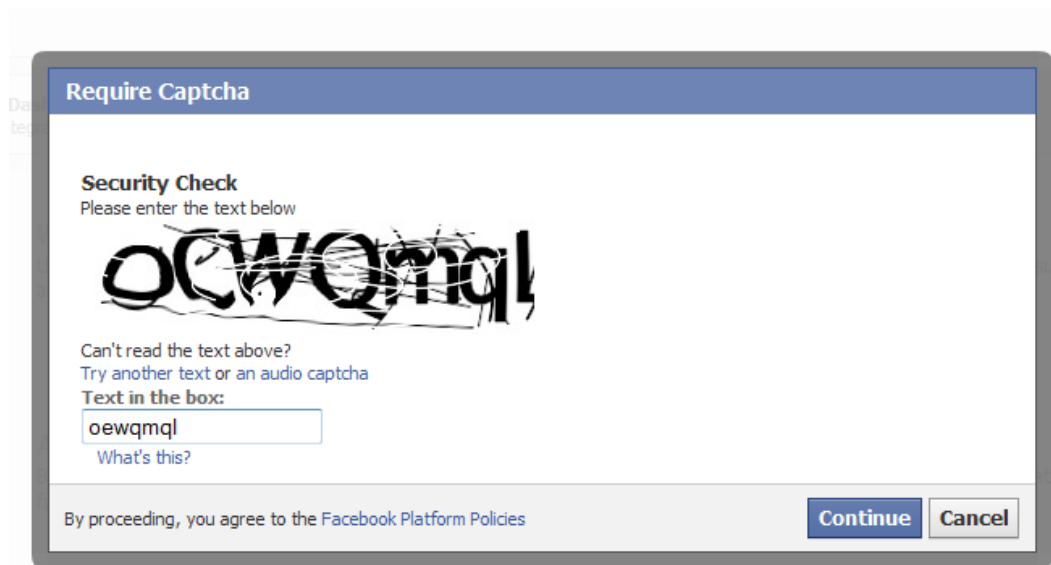 Require Captcha
Security Check
Please enter the text below
Can't read the text above?
Try another text or an audio captcha
Text in the box:
oewqmql
What's this?
By proceeding, you agree to the Facebook Platform Policies
Continue
Cancel